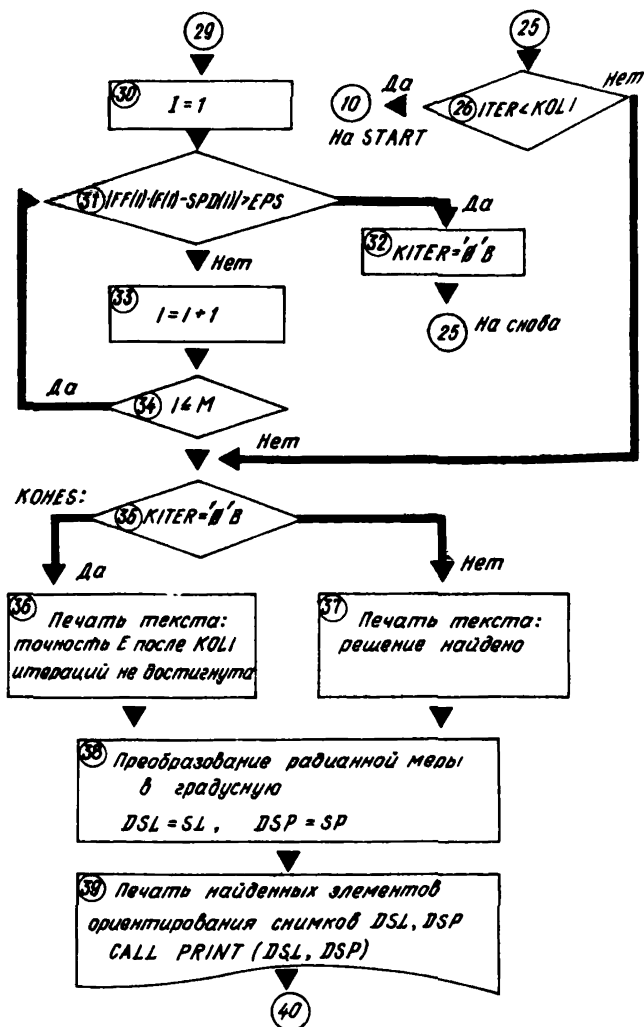 29
25
30
I = 1
Да
Нет
10
26 ITER < KOL1
На START
31 |FF(I)-(F(I)-SPD(I)|>EPS
Да
32 KITER='0'B
Нет
33
I = I + 1
25 На снова
Да
34 I ≤ M
Нет
KONES:
35 KITER='0'B
Да
Нет
36 Печать текста:
точность E после KOL1
итераций не достигнута
37 Печать текста:
решение найдено
38 Преобразование радианной меры
в градусную
DSL = SL, DSP = SP
39 Печать найденных элементов
ориентирования снимков DSL, DSP
CALL PRINT (DSL, DSP)
40